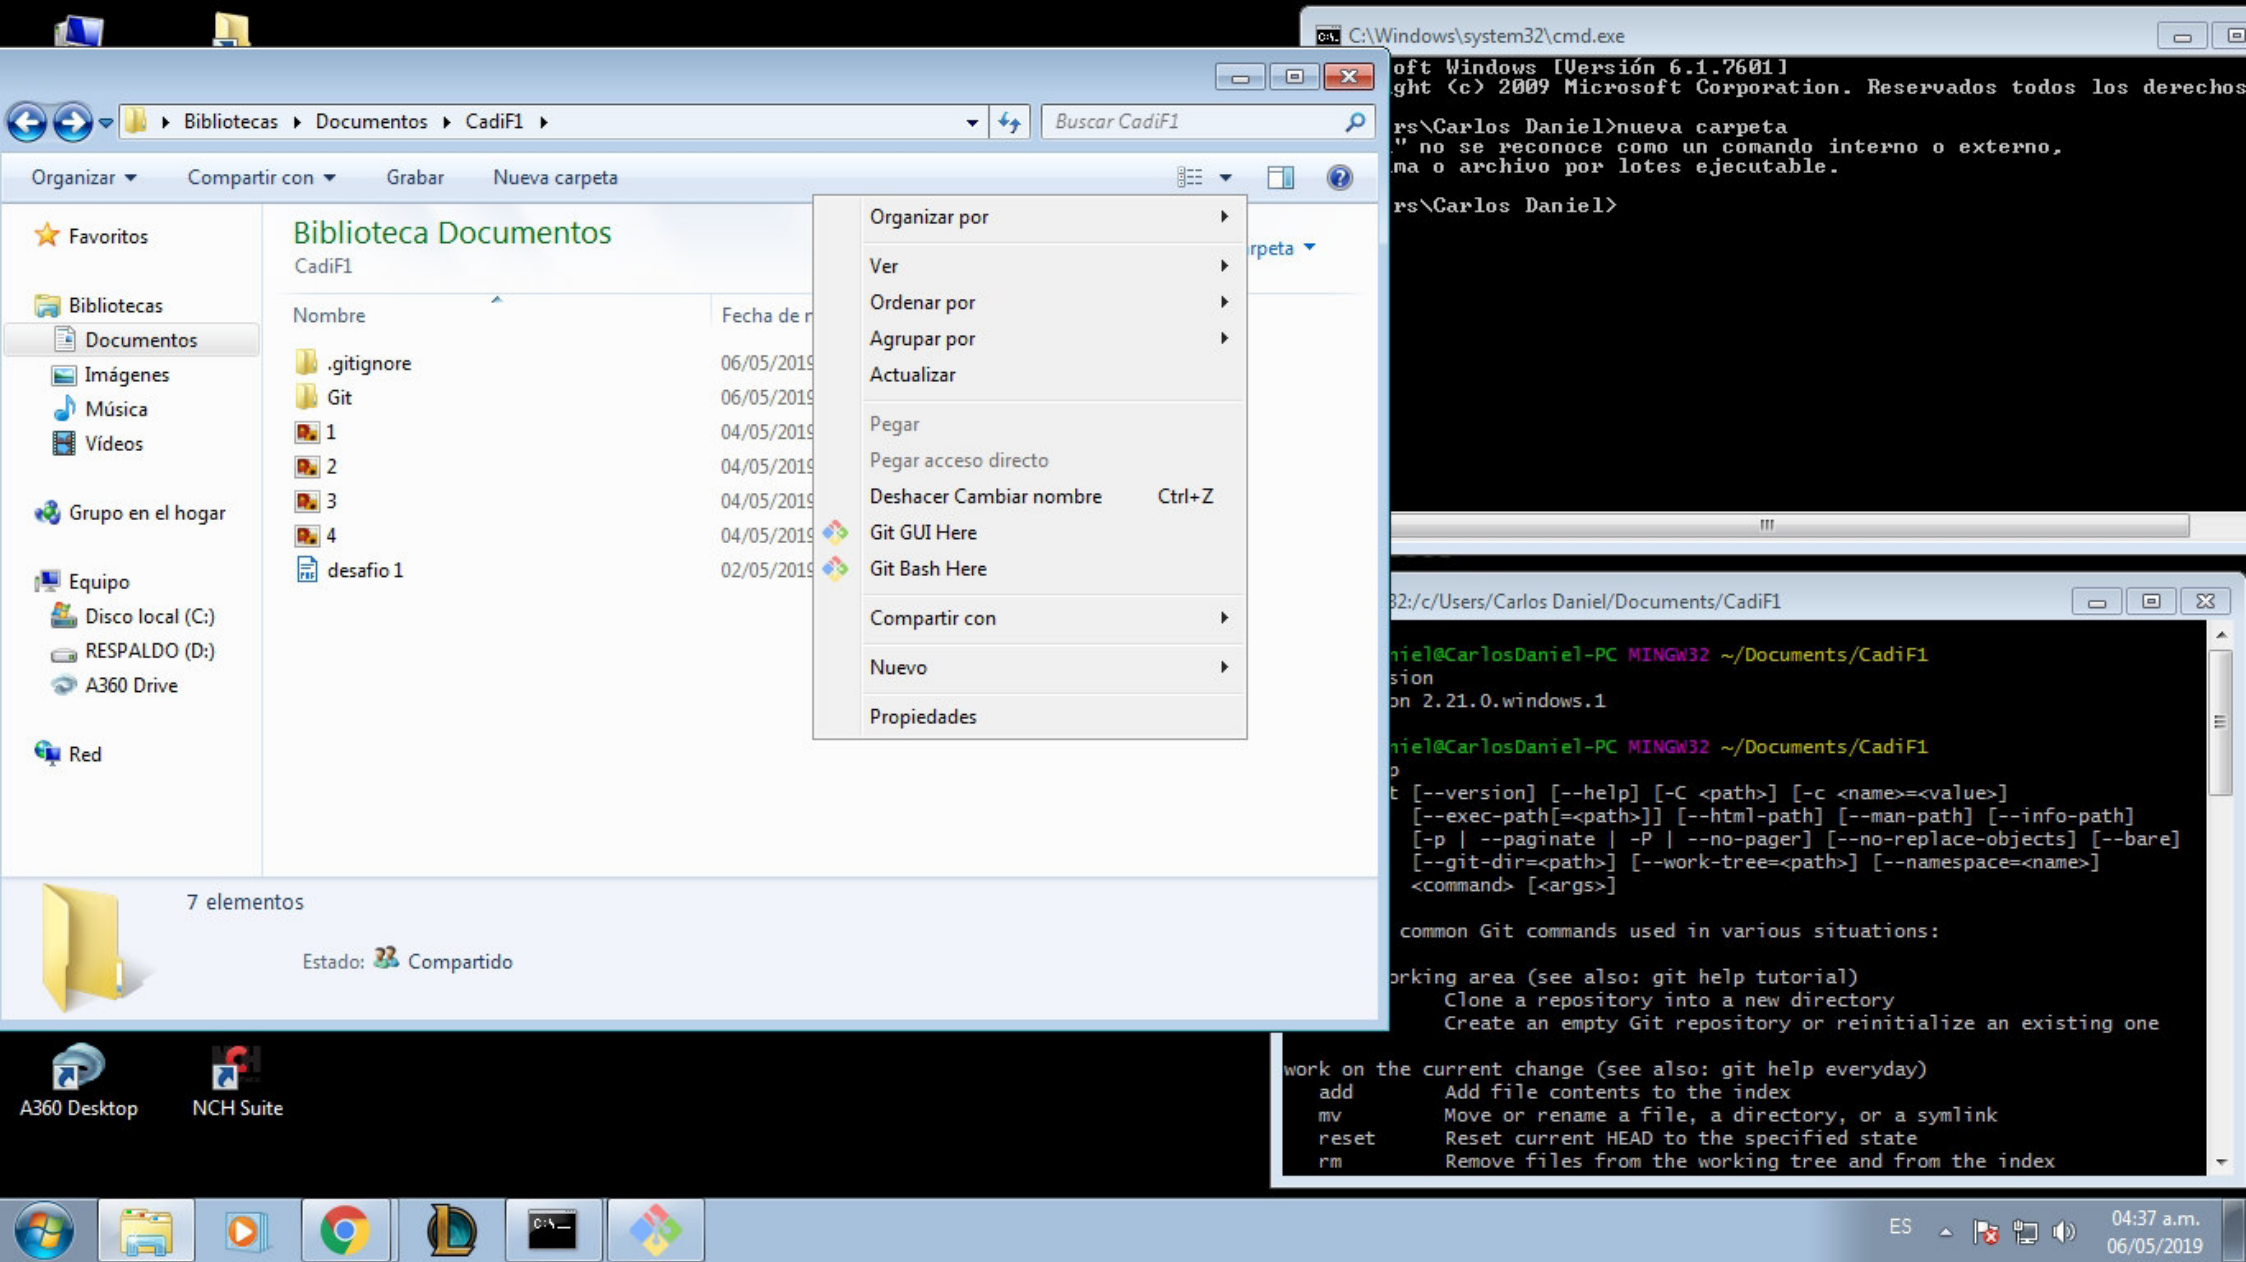 C:\Windows\system32\cmd.exe
oft Windows [Versión 6.1.7601]
ght (c) 2009 Microsoft Corporation. Reservados todos los derechos
rs\Carlos Daniel>nueva carpeta
" no se reconoce como un comando interno o externo,
ma o archivo por lotes ejecutable.
rs\Carlos Daniel>
Bibliotecas Documentos CadiF1
Buscar CadiF1
Organizar Compartir con Grabar Nueva carpeta
Favoritos
Bibliotecas
Documentos
Imágenes
Música
Vídeos
Grupo en el hogar
Equipo
Disco local (C:)
RESPALDO (D:)
A360 Drive
Red
Biblioteca Documentos
CadiF1
rpeta
Nombre Fecha de
.gitignore 06/05/2019
Git 06/05/2019
1 04/05/2019
2 04/05/2019
3 04/05/2019
4 04/05/2019
desafio 1 02/05/2019
Organizar por
Ver
Ordenar por
Agrupar por
Actualizar
Pegar
Pegar acceso directo
Deshacer Cambiar nombre Ctrl+Z
Git GUI Here
Git Bash Here
Compartir con
Nuevo
Propiedades
7 elementos
Estado: Compartido
32:/c/Users/Carlos Daniel/Documents/CadiF1
niel@CarlosDaniel-PC MINGW32 ~/Documents/CadiF1
sion
on 2.21.0.windows.1
niel@CarlosDaniel-PC MINGW32 ~/Documents/CadiF1
p
t [--version] [--help] [-C <path>] [-c <name>=<value>]
[--exec-path[=<path>]] [--html-path] [--man-path] [--info-path]
[-p | --paginate | -P | --no-pager] [--no-replace-objects] [--bare]
[--git-dir=<path>] [--work-tree=<path>] [--namespace=<name>]
<command> [<args>]
common Git commands used in various situations:
orking area (see also: git help tutorial)
Clone a repository into a new directory
Create an empty Git repository or reinitialize an existing one
work on the current change (see also: git help everyday)
add Add file contents to the index
mv Move or rename a file, a directory, or a symlink
reset Reset current HEAD to the specified state
rm Remove files from the working tree and from the index
A360 Desktop
NCH Suite
C:\_
ES
04:37 a.m.
06/05/2019